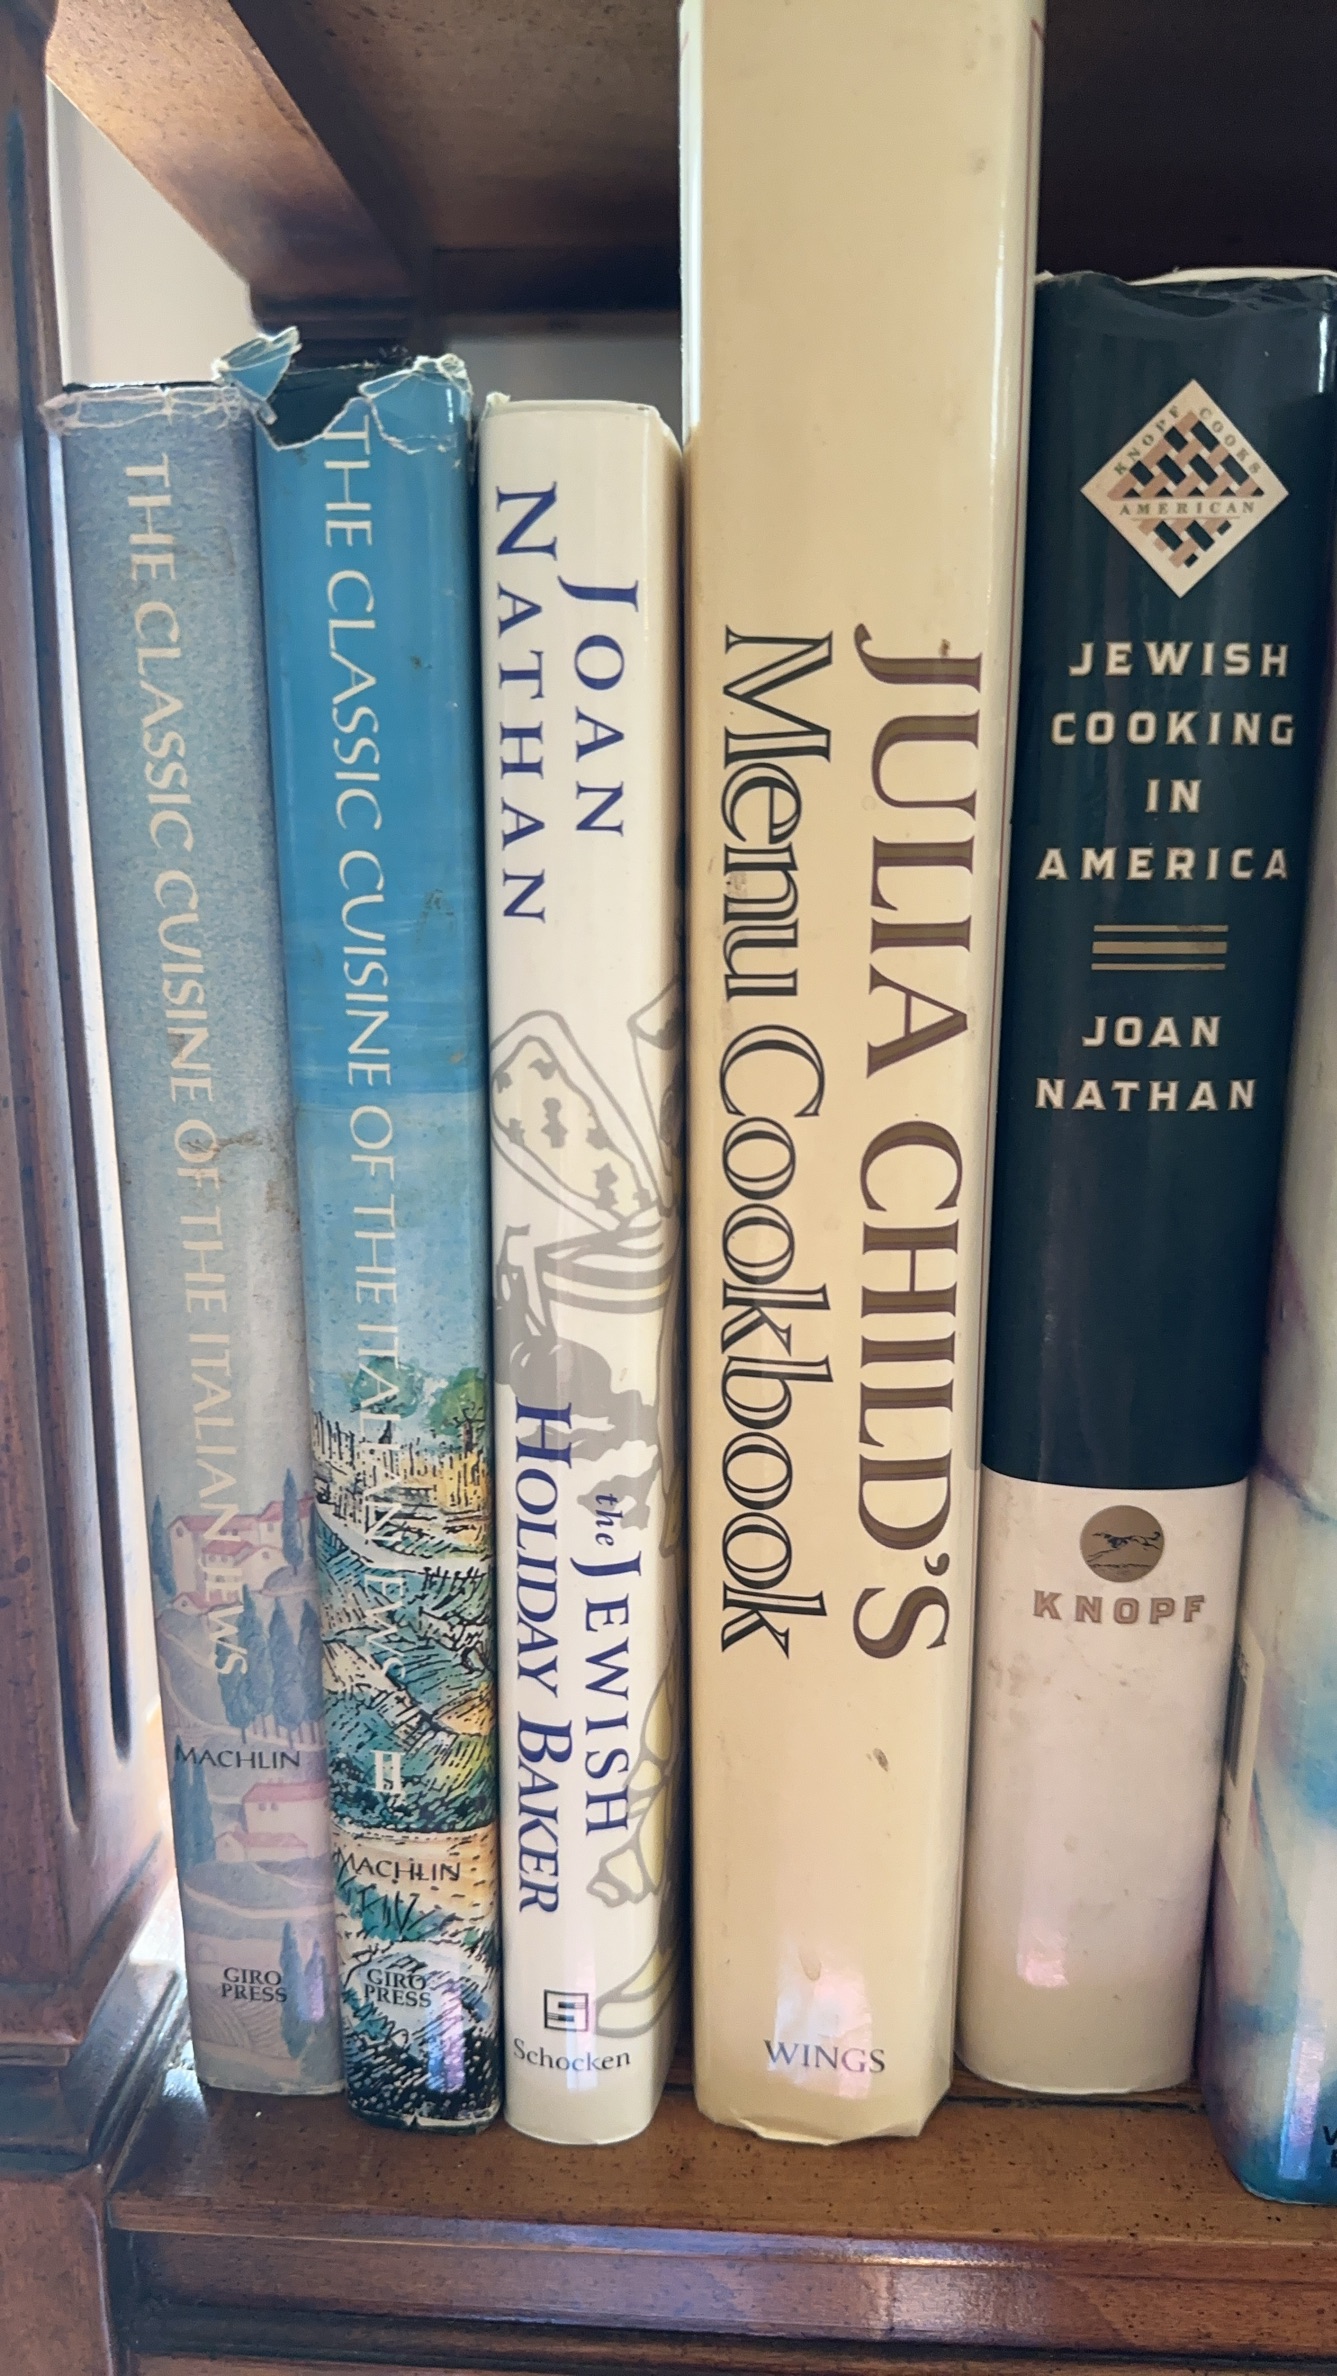 THE CLASSIC CUISINE OF THE ITALIAN JEWS
MACHLIN
GIRO
PRESS
THE CLASSIC CUISINE OF THE ITALIAN JEWS
II
MACHLIN
GIRO
PRESS
JOAN
NATHAN
the JEWISH
HOLIDAY BAKER
Schocken
JULIA CHILD'S
Menu Cookbook
WINGS
KNOPF COOKS
AMERICAN
JEWISH
COOKING
IN
AMERICA
JOAN
NATHAN
KNOPF